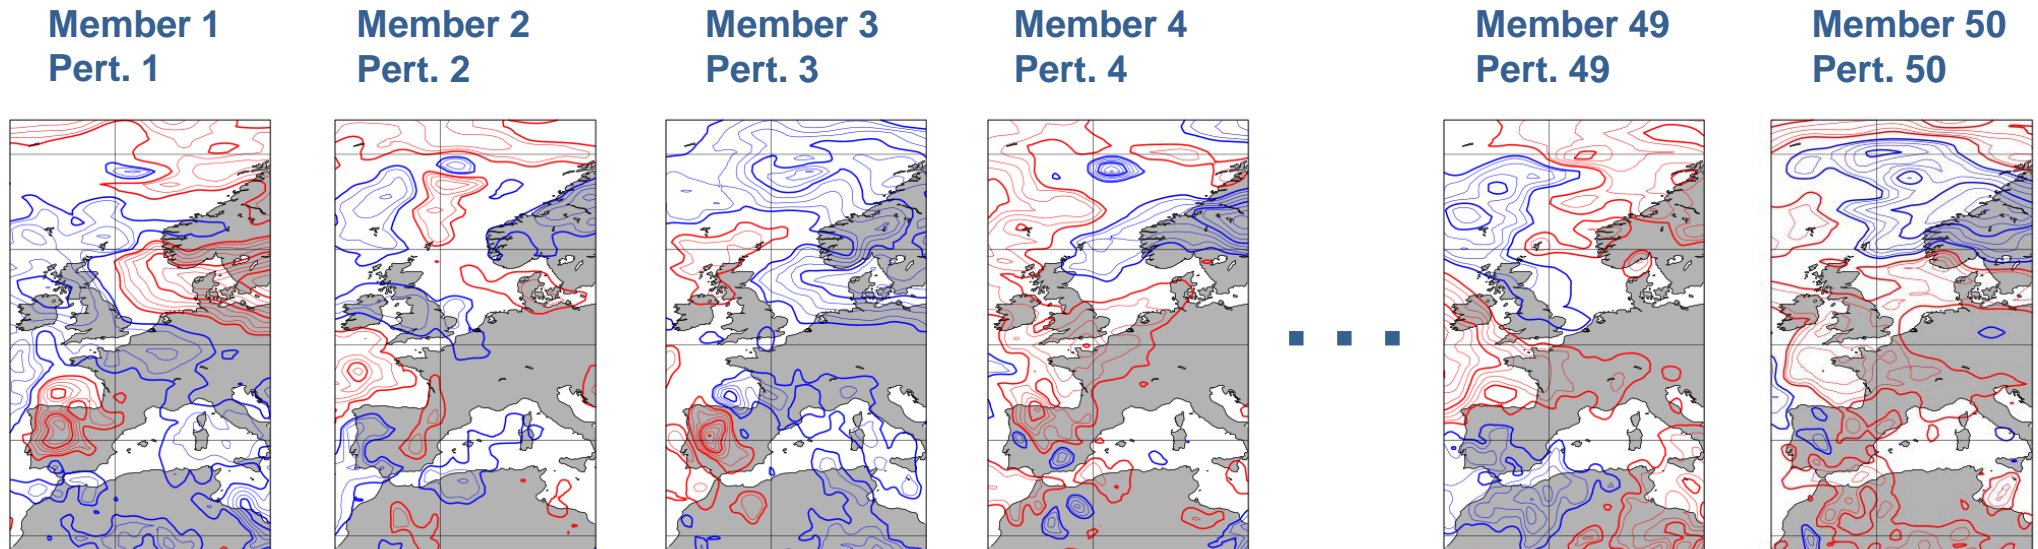 Member 1
Pert. 1
Member 2
Pert. 2
Member 3
Pert. 3
Member 4
Pert. 4
Member 49
Pert. 49
Member 50
Pert. 50